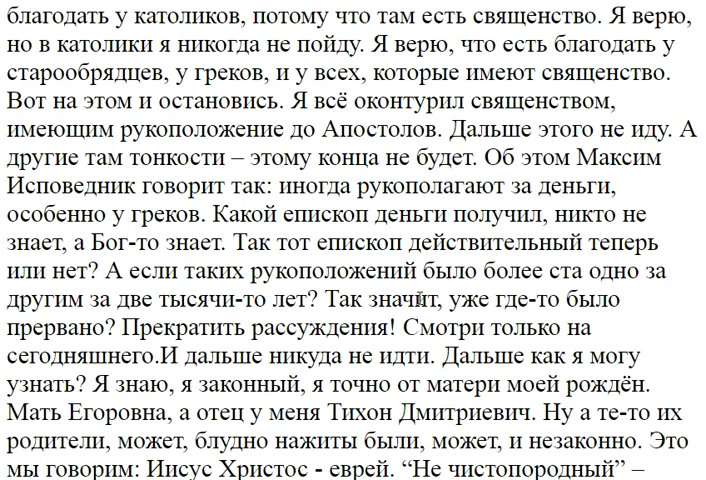 благодать у католиков, потому что там есть священство. Я верю,
но в католики я никогда не пойду. Я верю, что есть благодать у
старообрядцев, у греков, и у всех, которые имеют священство.
Вот на этом и остановись. Я всё оконтурил священством,
имеющим рукоположение до Апостолов. Дальше этого не иду. А
другие там тонкости – этому конца не будет. Об этом Максим
Исповедник говорит так: иногда рукополагают за деньги,
особенно у греков. Какой епископ деньги получил, никто не
знает, а Бог-то знает. Так тот епископ действительный теперь
или нет? А если таких рукоположений было более ста одно за
другим за две тысячи-то лет? Так значит, уже где-то было
прервано? Прекратить рассуждения! Смотри только на
сегодняшнего.И дальше никуда не идти. Дальше как я могу
узнать? Я знаю, я законный, я точно от матери моей рождён.
Мать Егоровна, а отец у меня Тихон Дмитриевич. Ну а те-то их
родители, может, блудно нажиты были, может, и незаконно. Это
мы говорим: Иисус Христос - еврей. “Не чистопородный” –